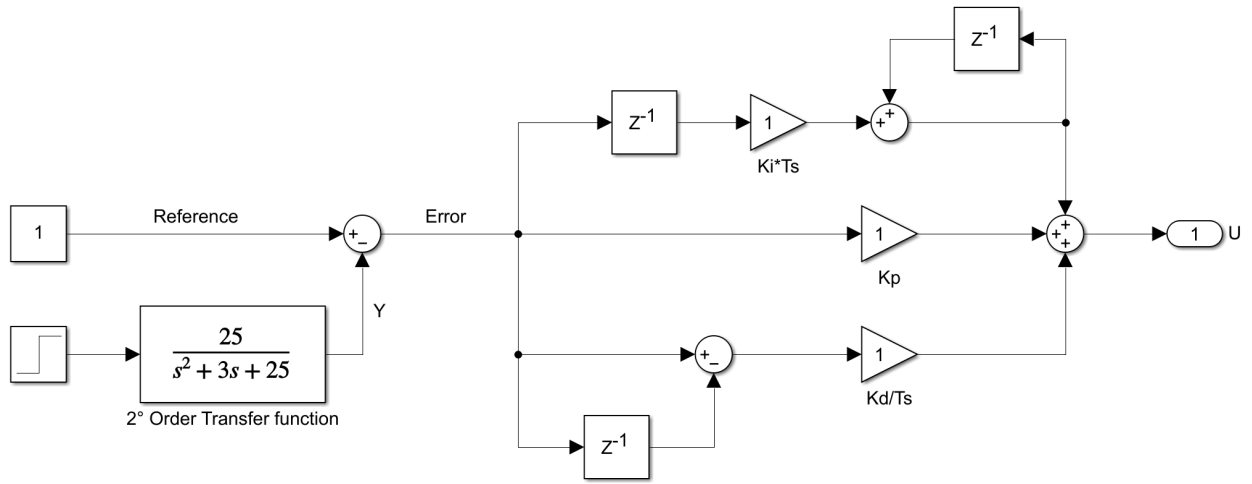 Z⁻¹
+
+
Z⁻¹
1
Ki*Ts
Reference
Error
1
+
−
1
Kp
+
+
+
1
U
Y
25
s² + 3s + 25
2° Order Transfer function
+
−
1
Kd/Ts
Z⁻¹